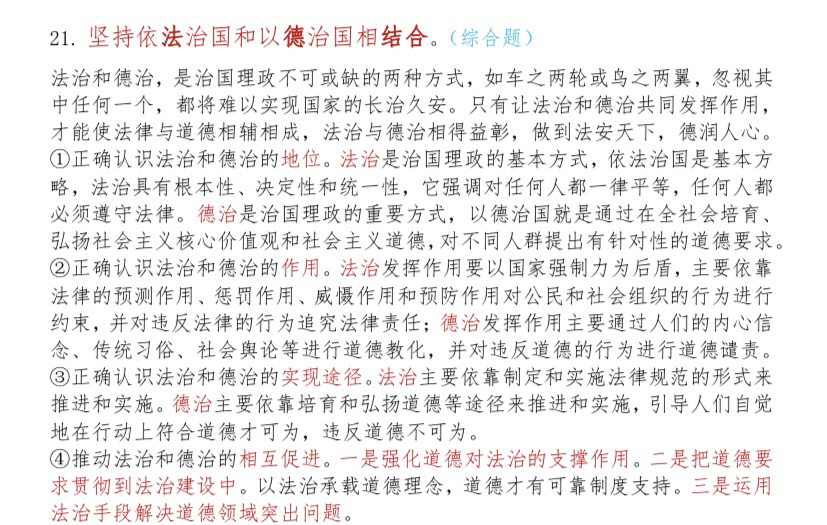 21. 坚持依法治国和以德治国相结合。（综合题）
法治和德治，是治国理政不可或缺的两种方式，如车之两轮或鸟之两翼，忽视其
中任何一个，都将难以实现国家的长治久安。只有让法治和德治共同发挥作用，
才能使法律与道德相辅相成，法治与德治相得益彰，做到法安天下，德润人心。
①正确认识法治和德治的地位。法治是治国理政的基本方式，依法治国是基本方
略，法治具有根本性、决定性和统一性，它强调对任何人都一律平等，任何人都
必须遵守法律。德治是治国理政的重要方式，以德治国就是通过在全社会培育、
弘扬社会主义核心价值观和社会主义道德，对不同人群提出有针对性的道德要求。
②正确认识法治和德治的作用。法治发挥作用要以国家强制力为后盾，主要依靠
法律的预测作用、惩罚作用、威慑作用和预防作用对公民和社会组织的行为进行
约束，并对违反法律的行为追究法律责任；德治发挥作用主要通过人们的内心信
念、传统习俗、社会舆论等进行道德教化，并对违反道德的行为进行道德谴责。
③正确认识法治和德治的实现途径。法治主要依靠制定和实施法律规范的形式来
推进和实施。德治主要依靠培育和弘扬道德等途径来推进和实施，引导人们自觉
地在行动上符合道德才可为，违反道德不可为。
④推动法治和德治的相互促进。一是强化道德对法治的支撑作用。二是把道德要
求贯彻到法治建设中。以法治承载道德理念，道德才有可靠制度支持。三是运用
法治手段解决道德领域突出问题。